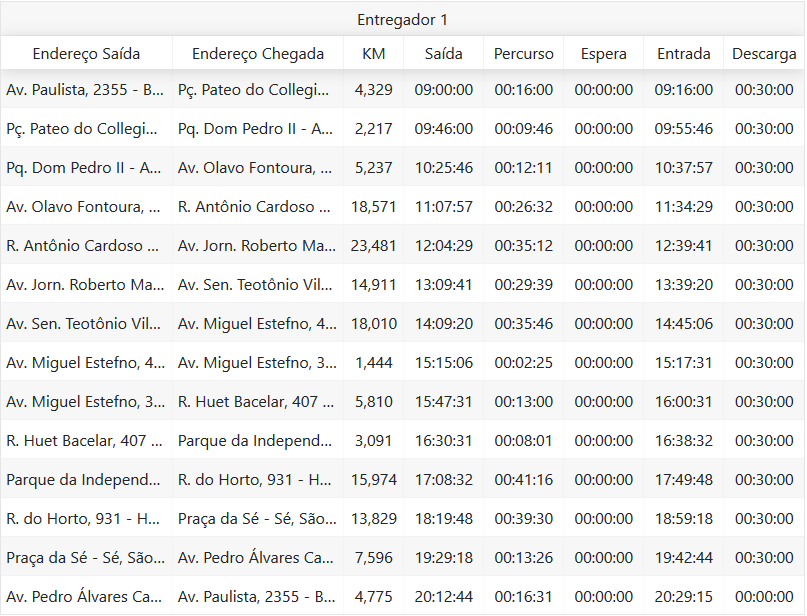 Entregador 1
Endereço Saída Endereço Chegada KM Saída Percurso Espera Entrada Descarga
Av. Paulista, 2355 - B... Pç. Pateo do Collegi... 4,329 09:00:00 00:16:00 00:00:00 09:16:00 00:30:00
Pç. Pateo do Collegi... Pq. Dom Pedro II - A... 2,217 09:46:00 00:09:46 00:00:00 09:55:46 00:30:00
Pq. Dom Pedro II - A... Av. Olavo Fontoura, ... 5,237 10:25:46 00:12:11 00:00:00 10:37:57 00:30:00
Av. Olavo Fontoura, ... R. Antônio Cardoso ... 18,571 11:07:57 00:26:32 00:00:00 11:34:29 00:30:00
R. Antônio Cardoso ... Av. Jorn. Roberto Ma... 23,481 12:04:29 00:35:12 00:00:00 12:39:41 00:30:00
Av. Jorn. Roberto Ma... Av. Sen. Teotônio Vil... 14,911 13:09:41 00:29:39 00:00:00 13:39:20 00:30:00
Av. Sen. Teotônio Vil... Av. Miguel Estefno, 4... 18,010 14:09:20 00:35:46 00:00:00 14:45:06 00:30:00
Av. Miguel Estefno, 4... Av. Miguel Estefno, 3... 1,444 15:15:06 00:02:25 00:00:00 15:17:31 00:30:00
Av. Miguel Estefno, 3... R. Huet Bacelar, 407 ... 5,810 15:47:31 00:13:00 00:00:00 16:00:31 00:30:00
R. Huet Bacelar, 407 ... Parque da Independ... 3,091 16:30:31 00:08:01 00:00:00 16:38:32 00:30:00
Parque da Independ... R. do Horto, 931 - H... 15,974 17:08:32 00:41:16 00:00:00 17:49:48 00:30:00
R. do Horto, 931 - H... Praça da Sé - Sé, São... 13,829 18:19:48 00:39:30 00:00:00 18:59:18 00:30:00
Praça da Sé - Sé, São... Av. Pedro Álvares Ca... 7,596 19:29:18 00:13:26 00:00:00 19:42:44 00:30:00
Av. Pedro Álvares Ca... Av. Paulista, 2355 - B... 4,775 20:12:44 00:16:31 00:00:00 20:29:15 00:00:00